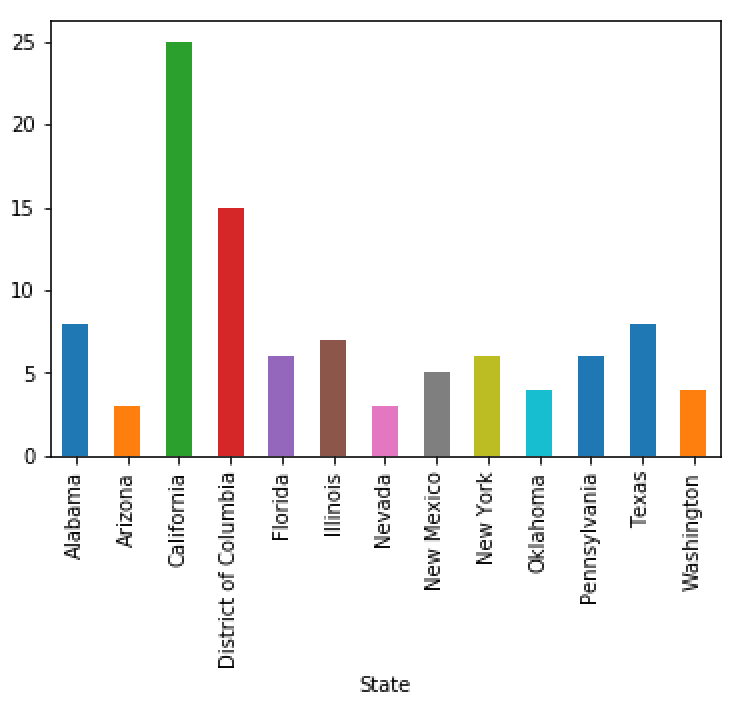 25
20
15
10
5
0
Alabama
Arizona
California
District of Columbia
Florida
Illinois
Nevada
New Mexico
New York
Oklahoma
Pennsylvania
Texas
Washington
State